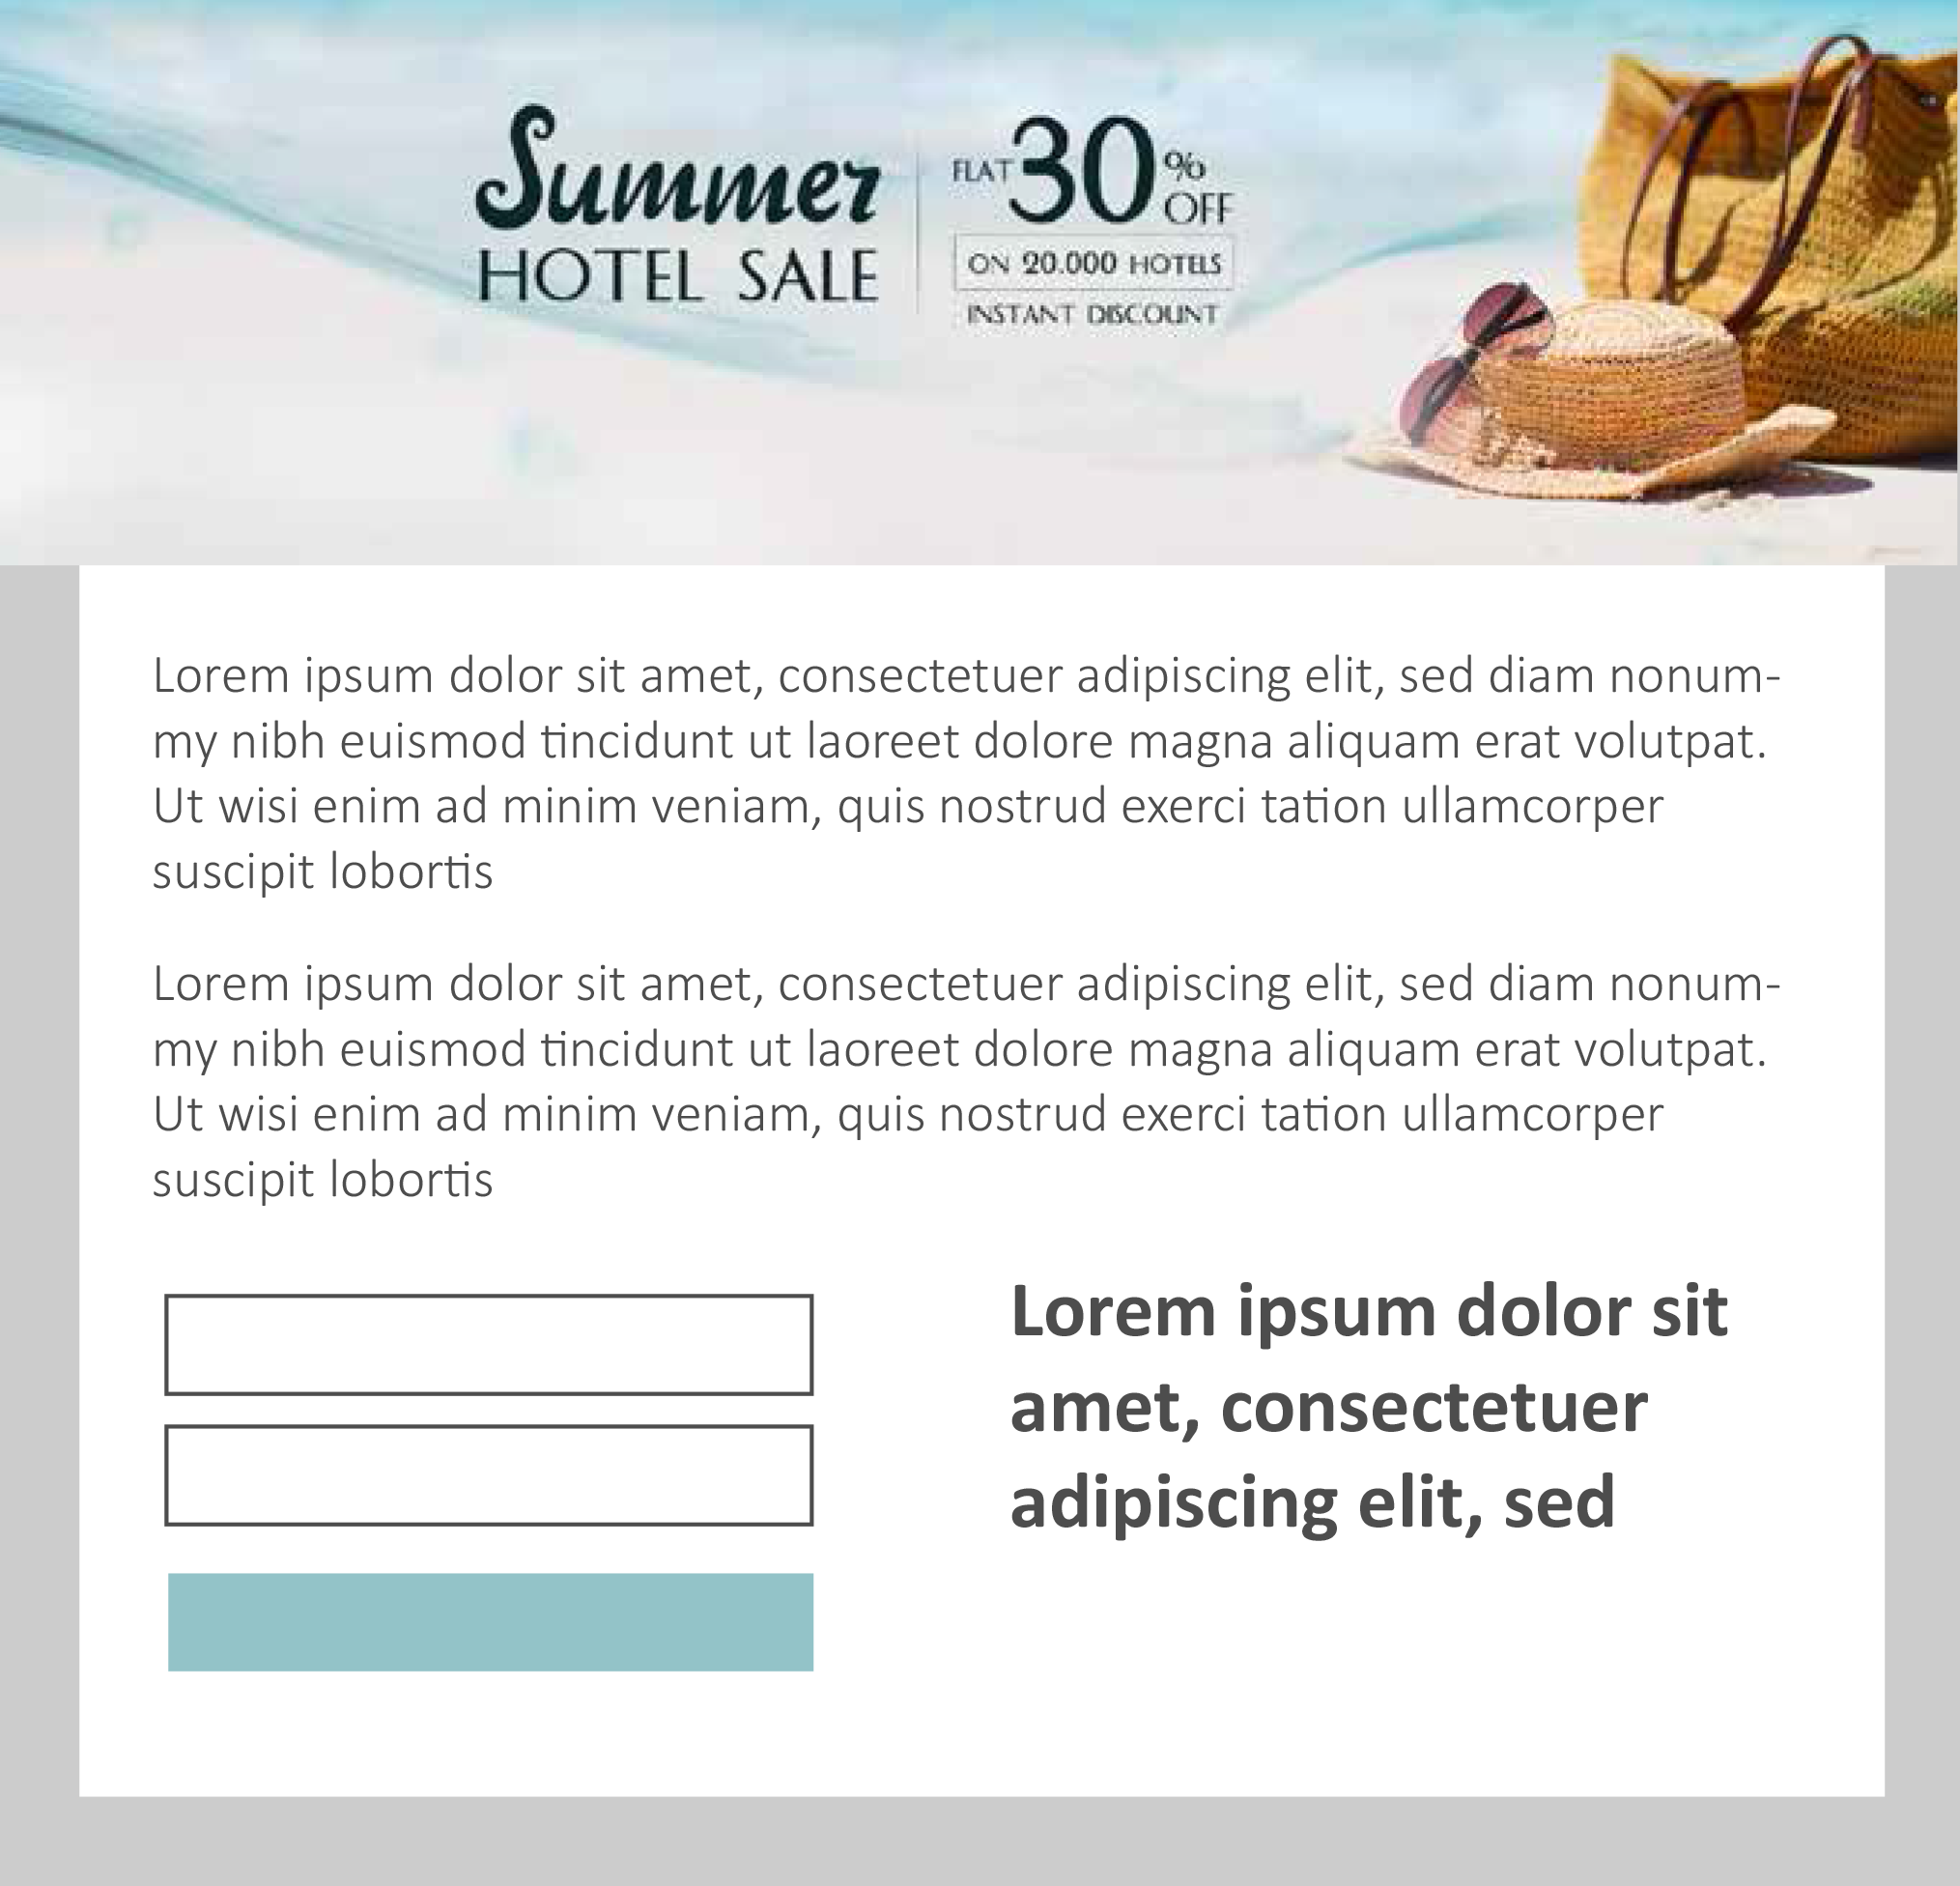 Summer
HOTEL SALE
FLAT 30% OFF
ON 20.000 HOTELS
INSTANT DISCOUNT
Lorem ipsum dolor sit amet, consectetuer adipiscing elit, sed diam nonum-
my nibh euismod tincidunt ut laoreet dolore magna aliquam erat volutpat.
Ut wisi enim ad minim veniam, quis nostrud exerci tation ullamcorper
suscipit lobortis
Lorem ipsum dolor sit amet, consectetuer adipiscing elit, sed diam nonum-
my nibh euismod tincidunt ut laoreet dolore magna aliquam erat volutpat.
Ut wisi enim ad minim veniam, quis nostrud exerci tation ullamcorper
suscipit lobortis
Lorem ipsum dolor sit
amet, consectetuer
adipiscing elit, sed